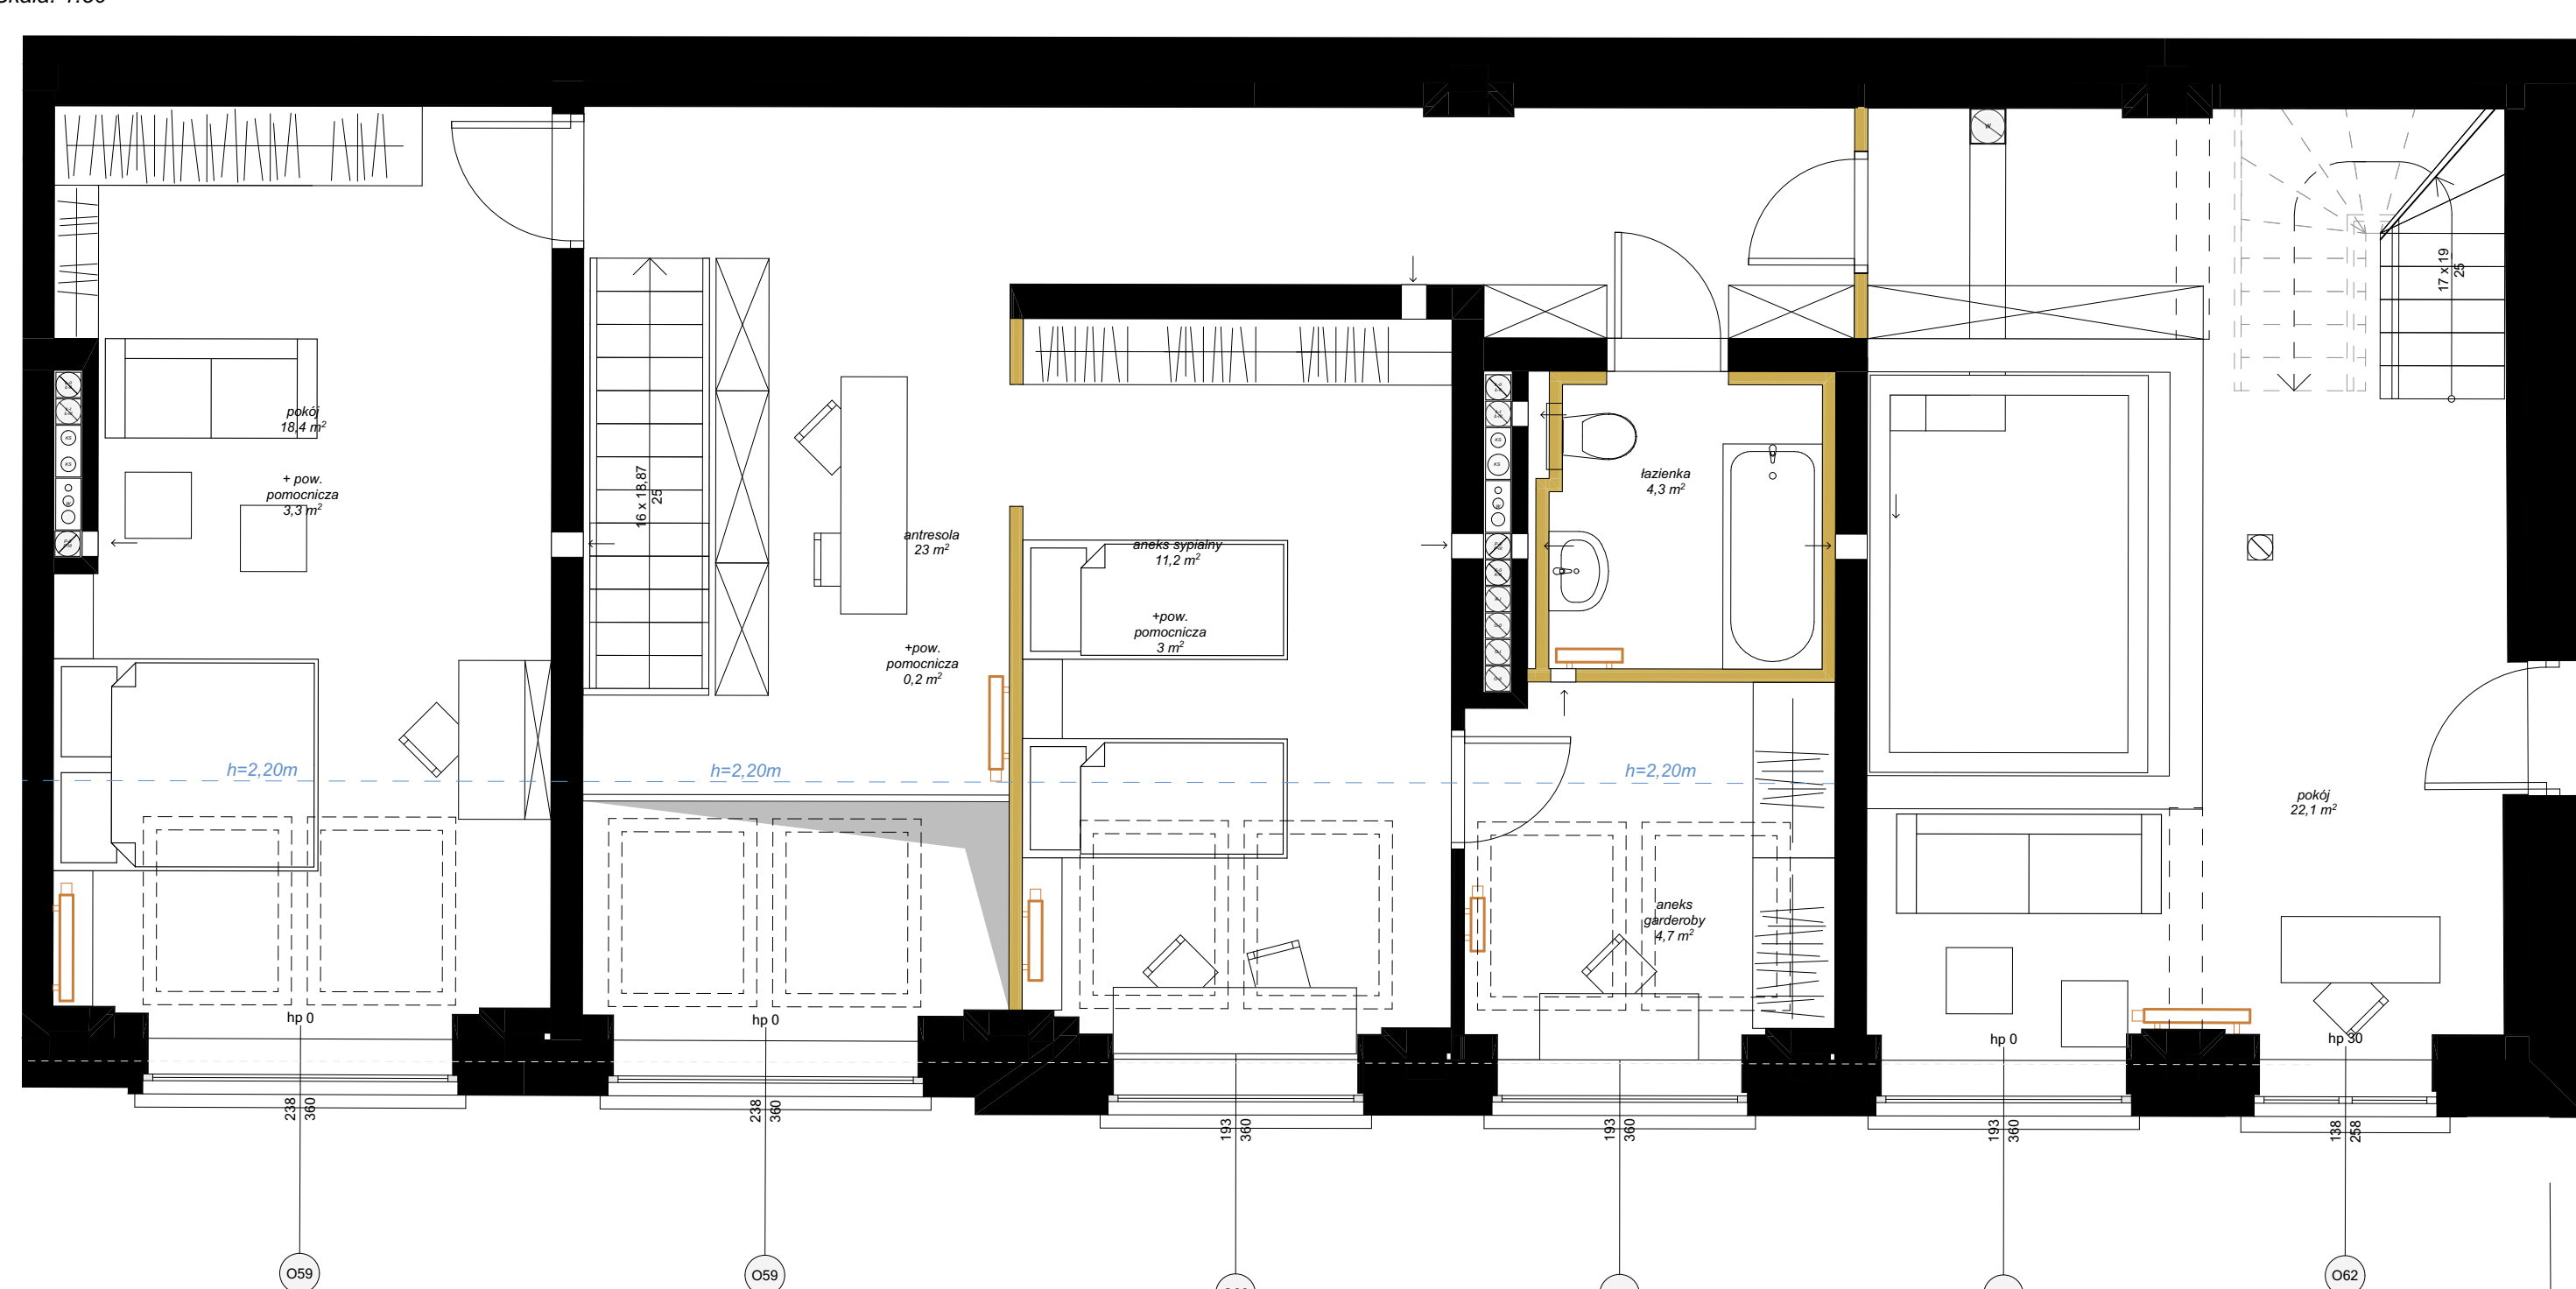 pokój
18,4 m²
+ pow.
pomocnicza
3,3 m²
16 x 18,87
25
antresola
23 m²
+pow.
pomocnicza
0,2 m²
aneks sypialny
11,2 m²
+pow.
pomocnicza
3 m²
łazienka
4,3 m²
17 x 19
25
h=2,20m
h=2,20m
h=2,20m
aneks
garderoby
4,7 m²
pokój
22,1 m²
hp 0
hp 0
hp 0
hp 30
238
360
238
360
193
360
193
360
193
360
138
258
O59
O59
O62